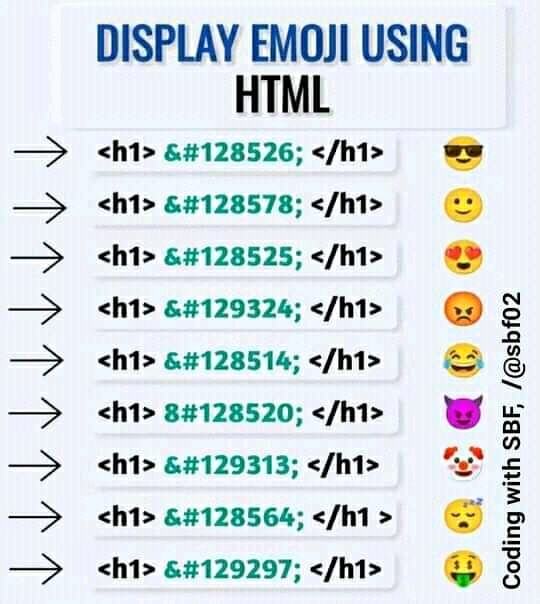 DISPLAY EMOJI USING
HTML
<h1> &#128526; </h1>
<h1> &#128578; </h1>
<h1> &#128525; </h1>
<h1> &#129324; </h1>
<h1> &#128514; </h1>
<h1> 8#128520; </h1>
<h1> &#129313; </h1>
<h1> &#128564; </h1 >
<h1> &#129297; </h1>
Coding with SBF, /@sbf02